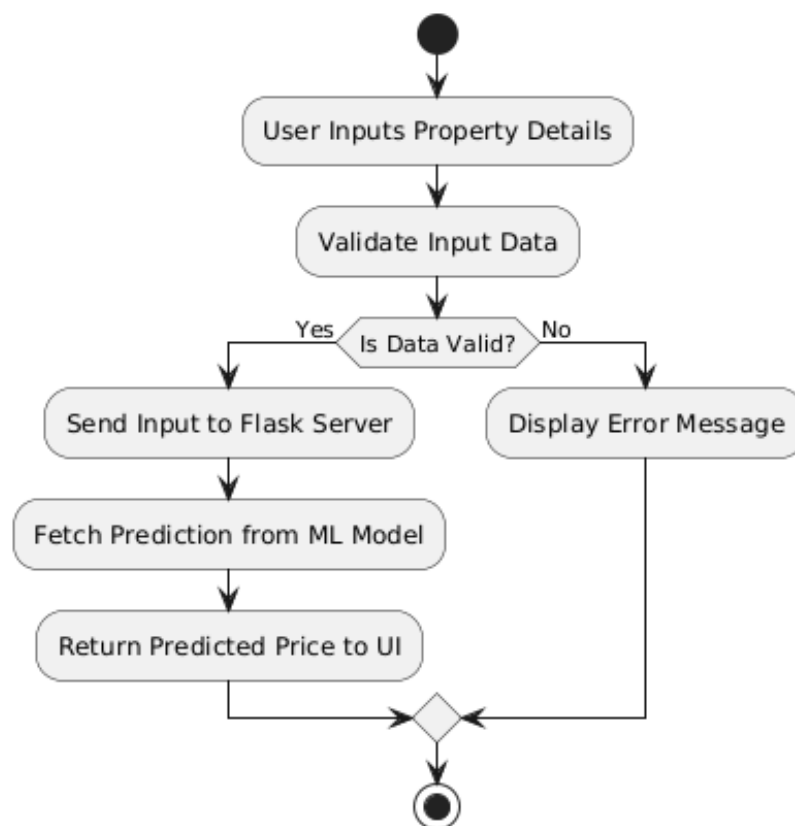 User Inputs Property Details
Validate Input Data
Is Data Valid?
Yes
No
Send Input to Flask Server
Display Error Message
Fetch Prediction from ML Model
Return Predicted Price to UI